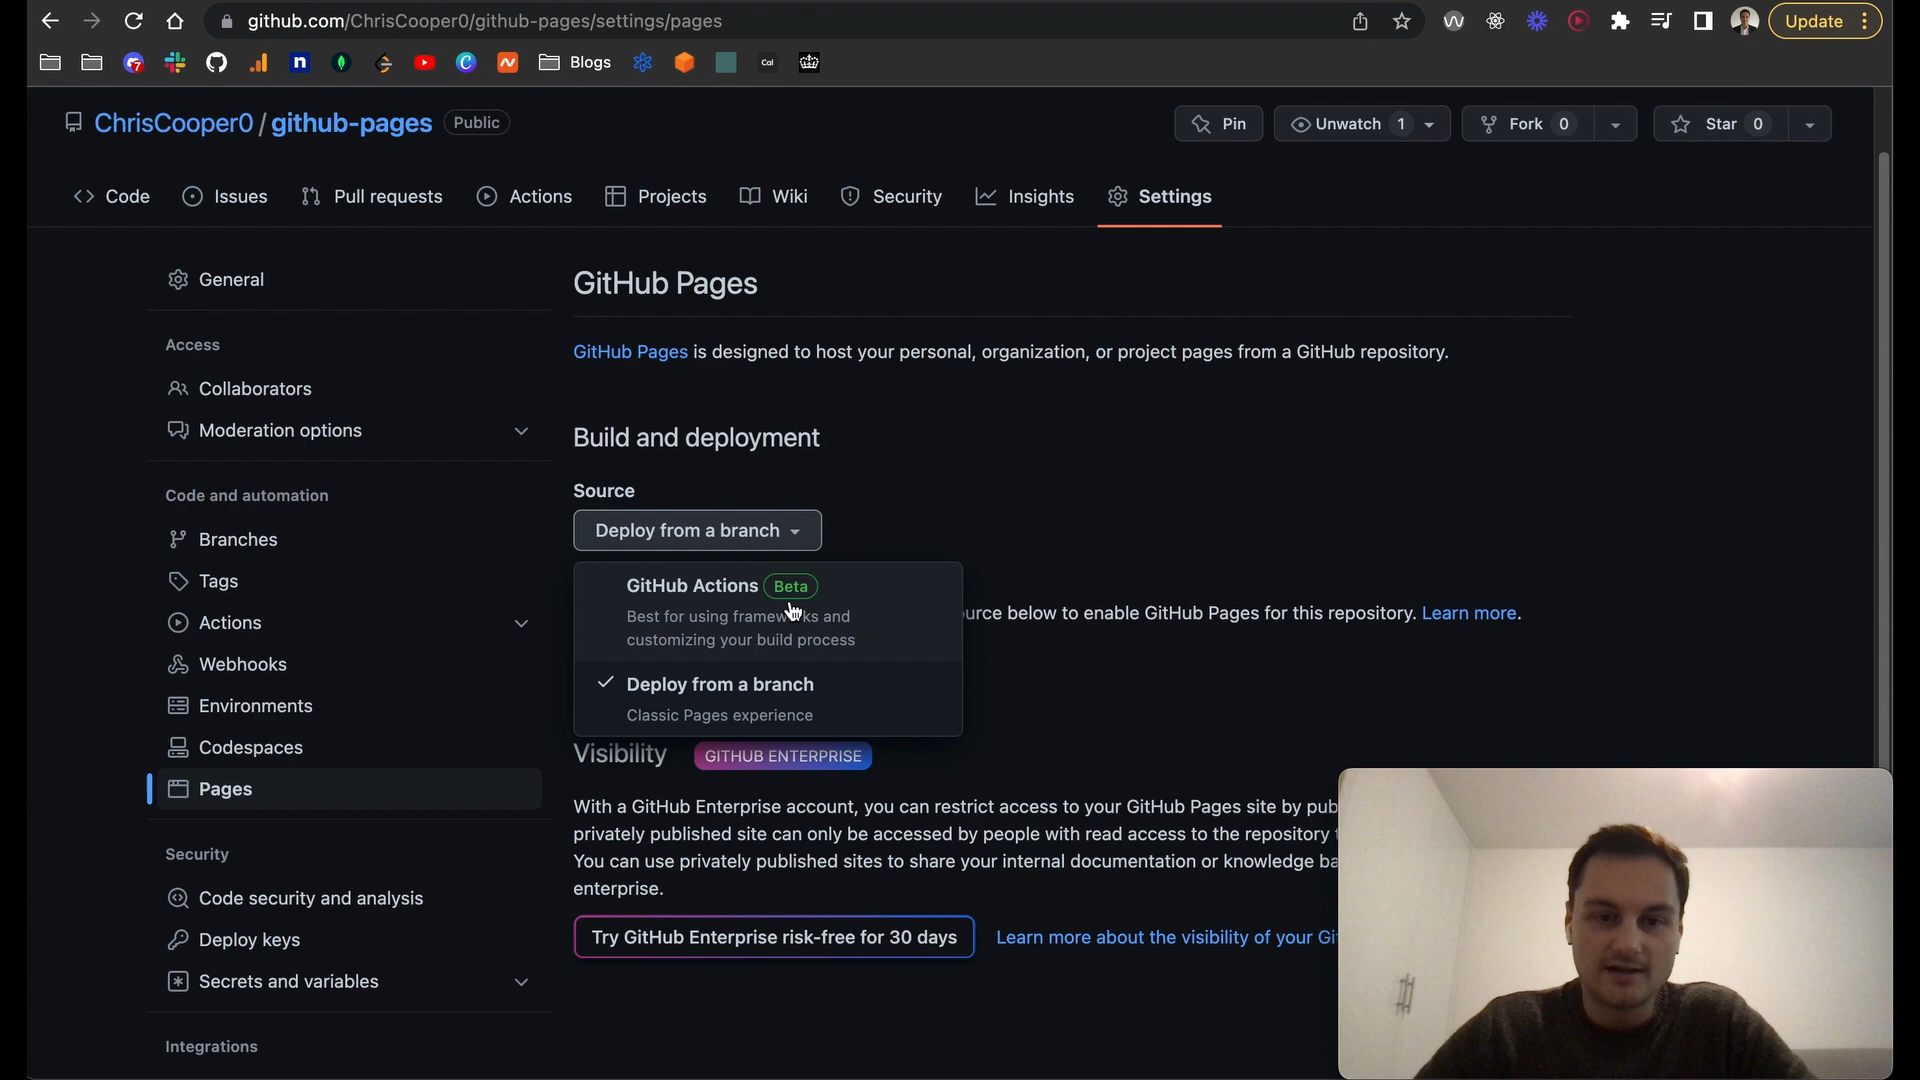 github.com/ChrisCooper0/github-pages/settings/pages
Update
7
n
Blogs
Cal
ChrisCooper0 / github-pages Public
Pin
Unwatch 1
Fork 0
Star 0
Code
Issues
Pull requests
Actions
Projects
Wiki
Security
Insights
Settings
General
Access
Collaborators
Moderation options
Code and automation
Branches
Tags
Actions
Webhooks
Environments
Codespaces
Pages
Security
Code security and analysis
Deploy keys
Secrets and variables
Integrations
GitHub Pages
GitHub Pages is designed to host your personal, organization, or project pages from a GitHub repository.
Build and deployment
Source
Deploy from a branch
GitHub Actions Beta
Best for using frameworks and
customizing your build process
Deploy from a branch
Classic Pages experience
urce below to enable GitHub Pages for this repository. Learn more.
Visibility GITHUB ENTERPRISE
With a GitHub Enterprise account, you can restrict access to your GitHub Pages site by pub
privately published site can only be accessed by people with read access to the repository
You can use privately published sites to share your internal documentation or knowledge ba
enterprise.
Try GitHub Enterprise risk-free for 30 days
Learn more about the visibility of your Gi